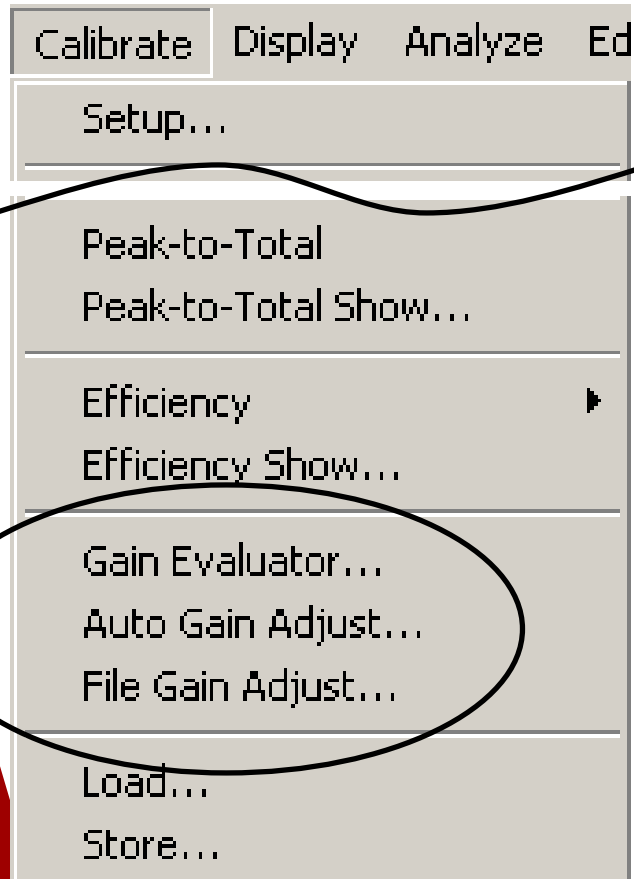 Calibrate Display Analyze Ed
Setup...
Peak-to-Total
Peak-to-Total Show...
Efficiency
Efficiency Show...
Gain Evaluator...
Auto Gain Adjust...
File Gain Adjust...
Load...
Store...